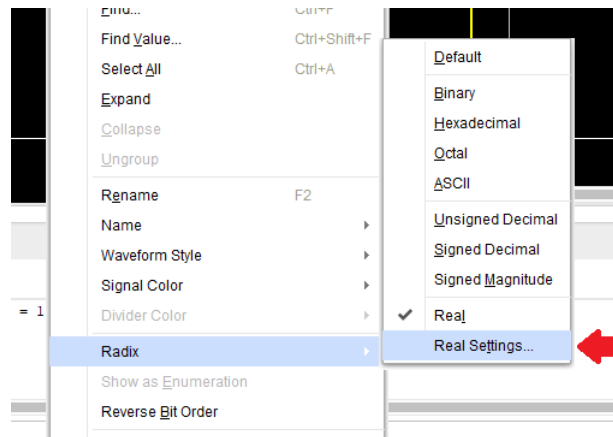 Find... Ctrl+F
Find Value... Ctrl+Shift+F
Select All Ctrl+A
Expand
Collapse
Ungroup
Rename F2
Name
Waveform Style
Signal Color
Divider Color
Radix
Show as Enumeration
Reverse Bit Order
Default
Binary
Hexadecimal
Octal
ASCII
Unsigned Decimal
Signed Decimal
Signed Magnitude
Real
Real Settings...
= 1